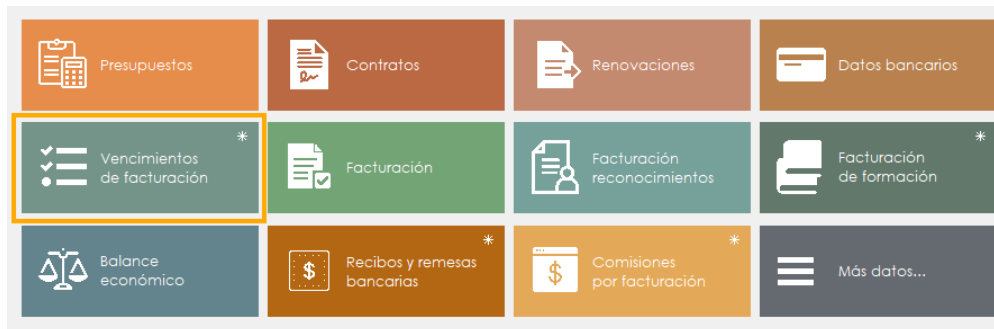 Presupuestos
Contratos
Renovaciones
Datos bancarios
Vencimientos
de facturación
Facturación
Facturación
reconocimientos
Facturación
de formación
Balance
económico
Recibos y remesas
bancarias
Comisiones
por facturación
Más datos...